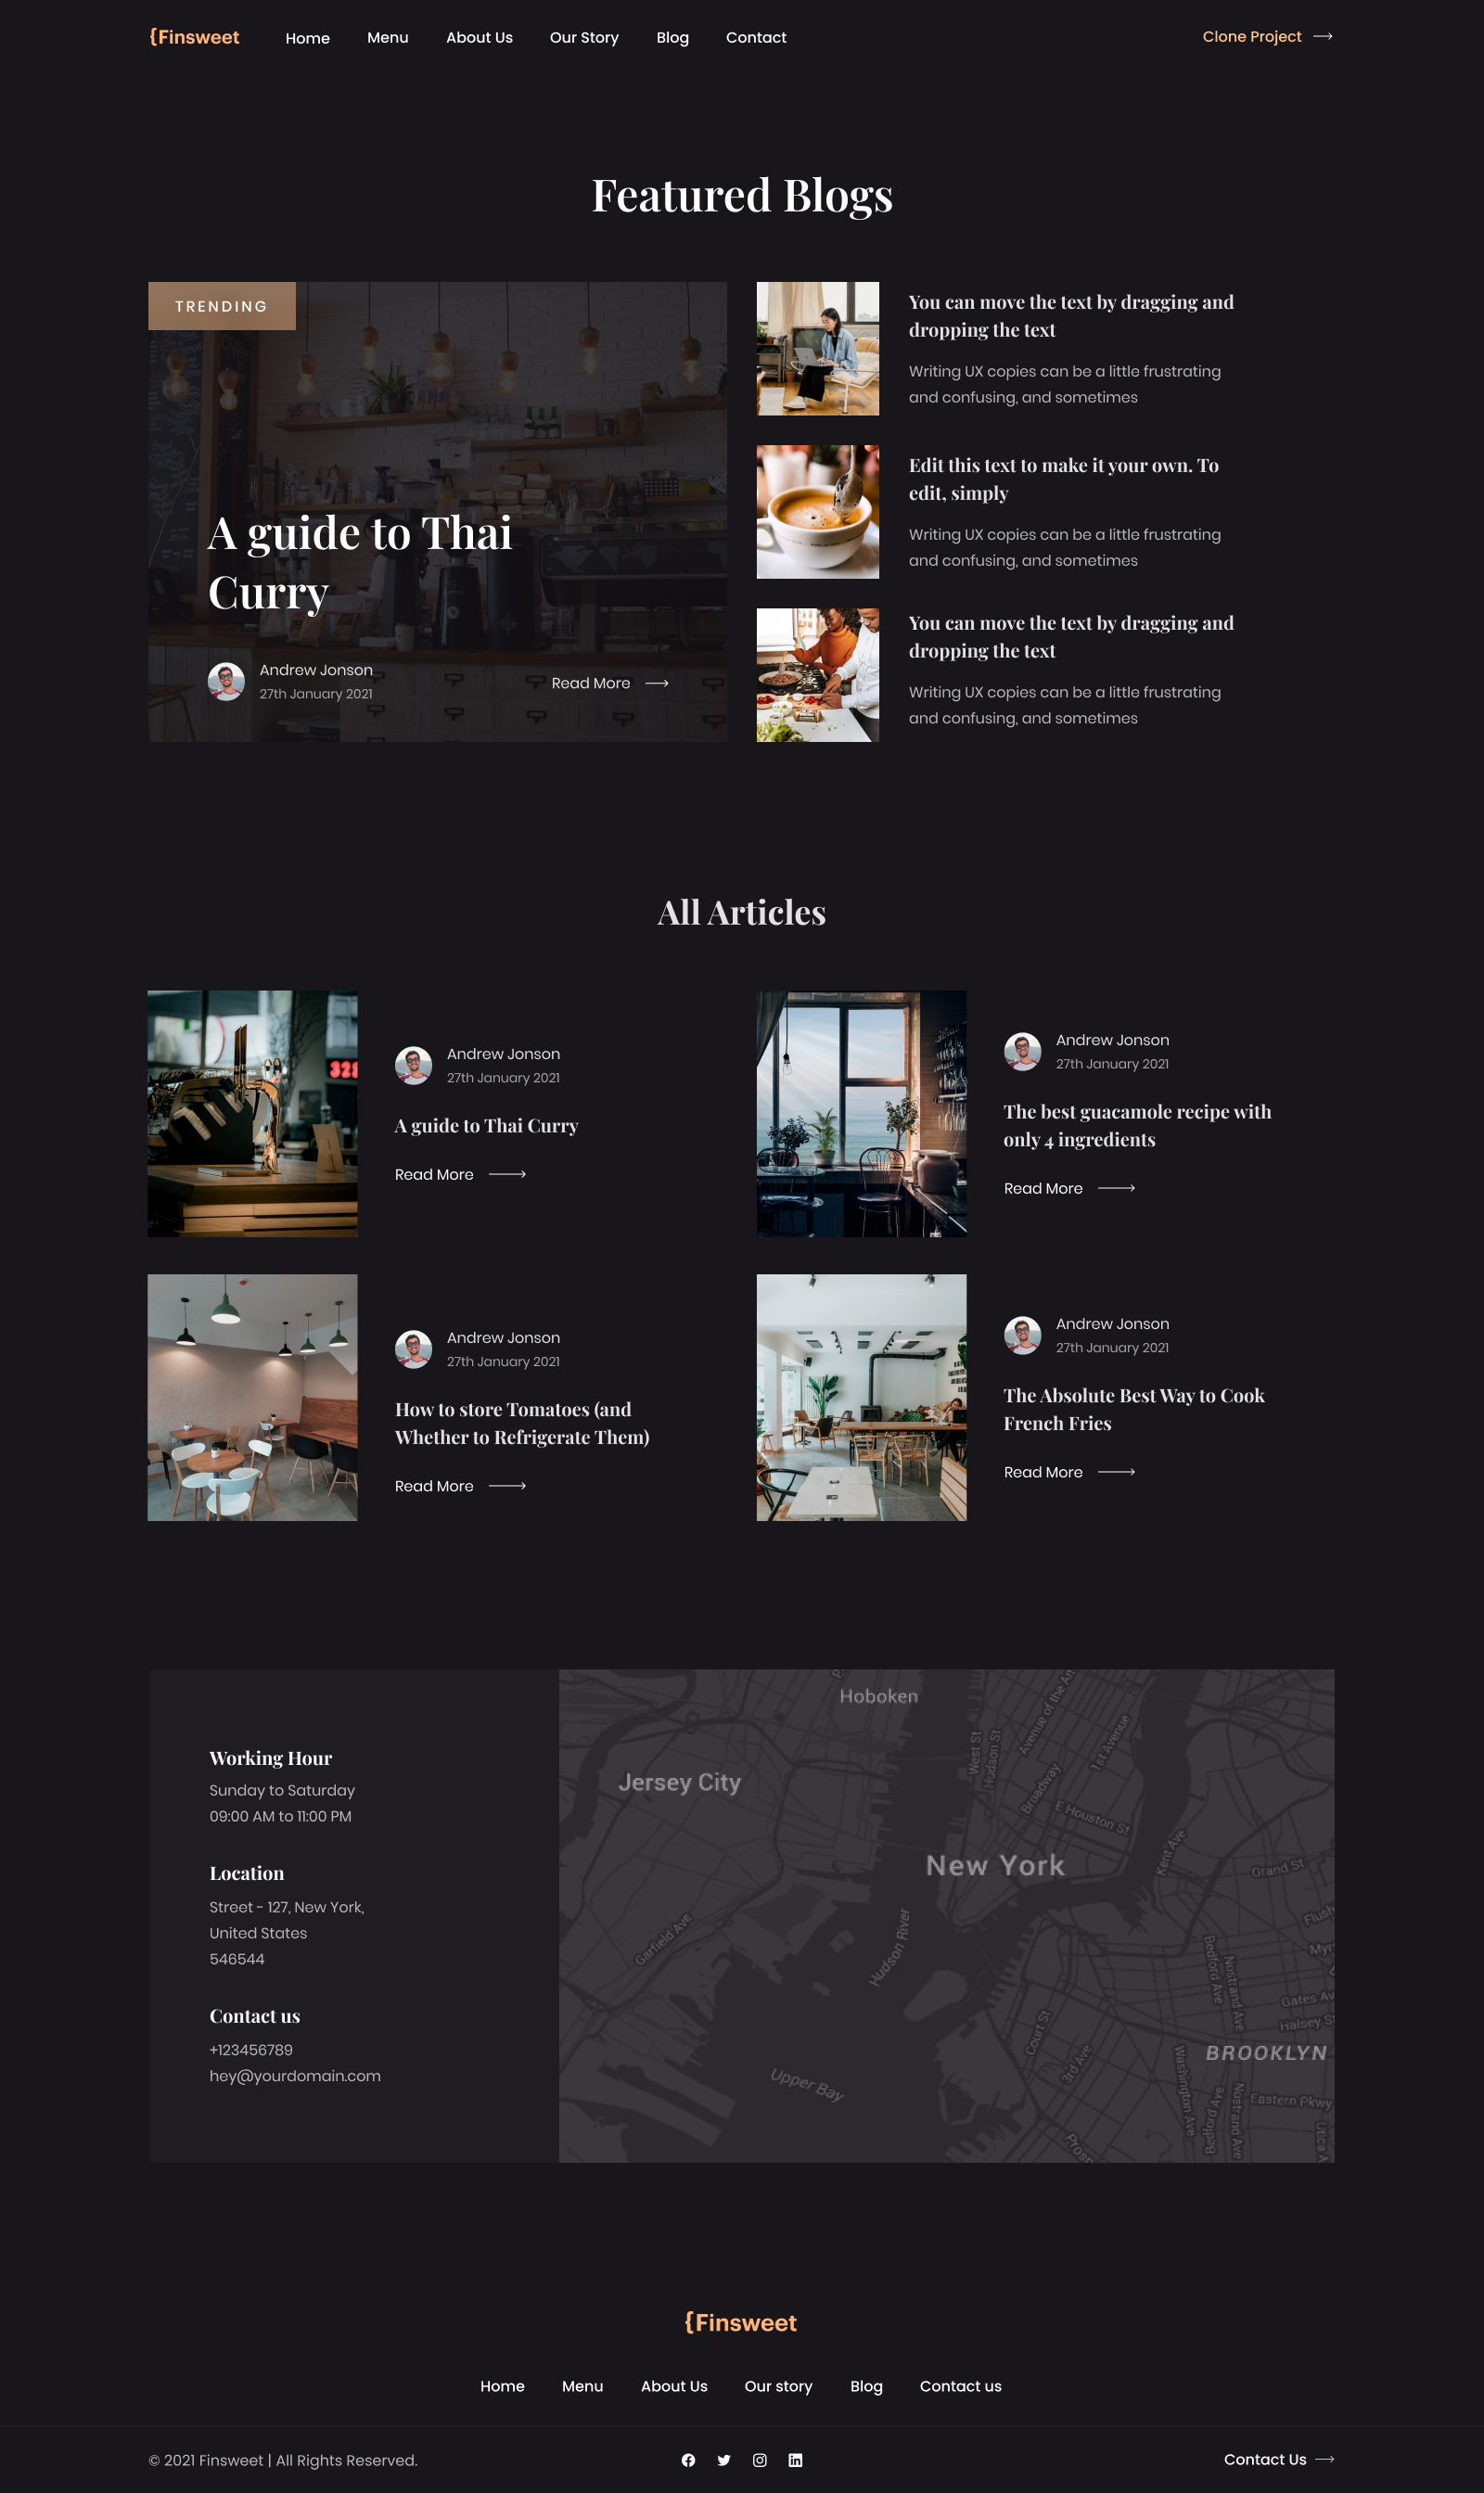 {Finsweet
Home Menu About Us Our Story Blog Contact
Clone Project
Featured Blogs
TRENDING
A guide to Thai
Curry
Andrew Jonson
27th January 2021
Read More
You can move the text by dragging and
dropping the text
Writing UX copies can be a little frustrating
and confusing, and sometimes
Edit this text to make it your own. To
edit, simply
Writing UX copies can be a little frustrating
and confusing, and sometimes
You can move the text by dragging and
dropping the text
Writing UX copies can be a little frustrating
and confusing, and sometimes
All Articles
Andrew Jonson
27th January 2021
A guide to Thai Curry
Read More
Andrew Jonson
27th January 2021
The best guacamole recipe with
only 4 ingredients
Read More
Andrew Jonson
27th January 2021
How to store Tomatoes (and
Whether to Refrigerate Them)
Read More
Andrew Jonson
27th January 2021
The Absolute Best Way to Cook
French Fries
Read More
Working Hour
Sunday to Saturday
09:00 AM to 11:00 PM
Location
Street - 127, New York,
United States
546544
Contact us
+123456789
hey@yourdomain.com
Hoboken
Jersey City
West St
Hudson St
Avenue of the
1st Avenue
Broadway
E Houston St
New York
Kent Ave
Grand St
Garfield Ave
Hudson River
Bedford Ave
Nostrand Ave
Gates
Halsey
Court St
3rd Ave
BROOKLYN
Upper Bay
Washington Ave
Bedford Ave
Nostrand Ave
Eastern Pkwy
{Finsweet
Home Menu About Us Our story Blog Contact us
© 2021 Finsweet | All Rights Reserved.
Contact Us